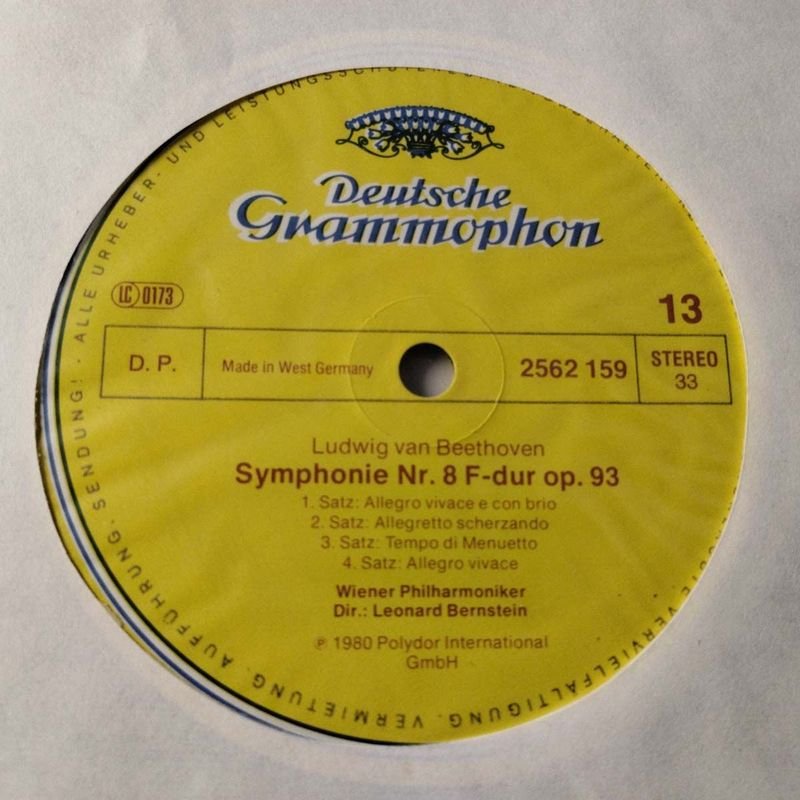 Deutsche
Grammophon
LC 0173
13
D. P.
Made in West Germany
2562 159
STEREO
33
Ludwig van Beethoven
Symphonie Nr. 8 F-dur op. 93
1. Satz: Allegro vivace e con brio
2. Satz: Allegretto scherzando
3. Satz: Tempo di Menuetto
4. Satz: Allegro vivace
Wiener Philharmoniker
Dir.: Leonard Bernstein
℗ 1980 Polydor International
GmbH
ALLE URHEBER- UND LEISTUNGSSCHUTZ
VERVIELFÄLTIGUNG, VERMIETUNG, AUFFÜHRUNG, SENDUNG! ·